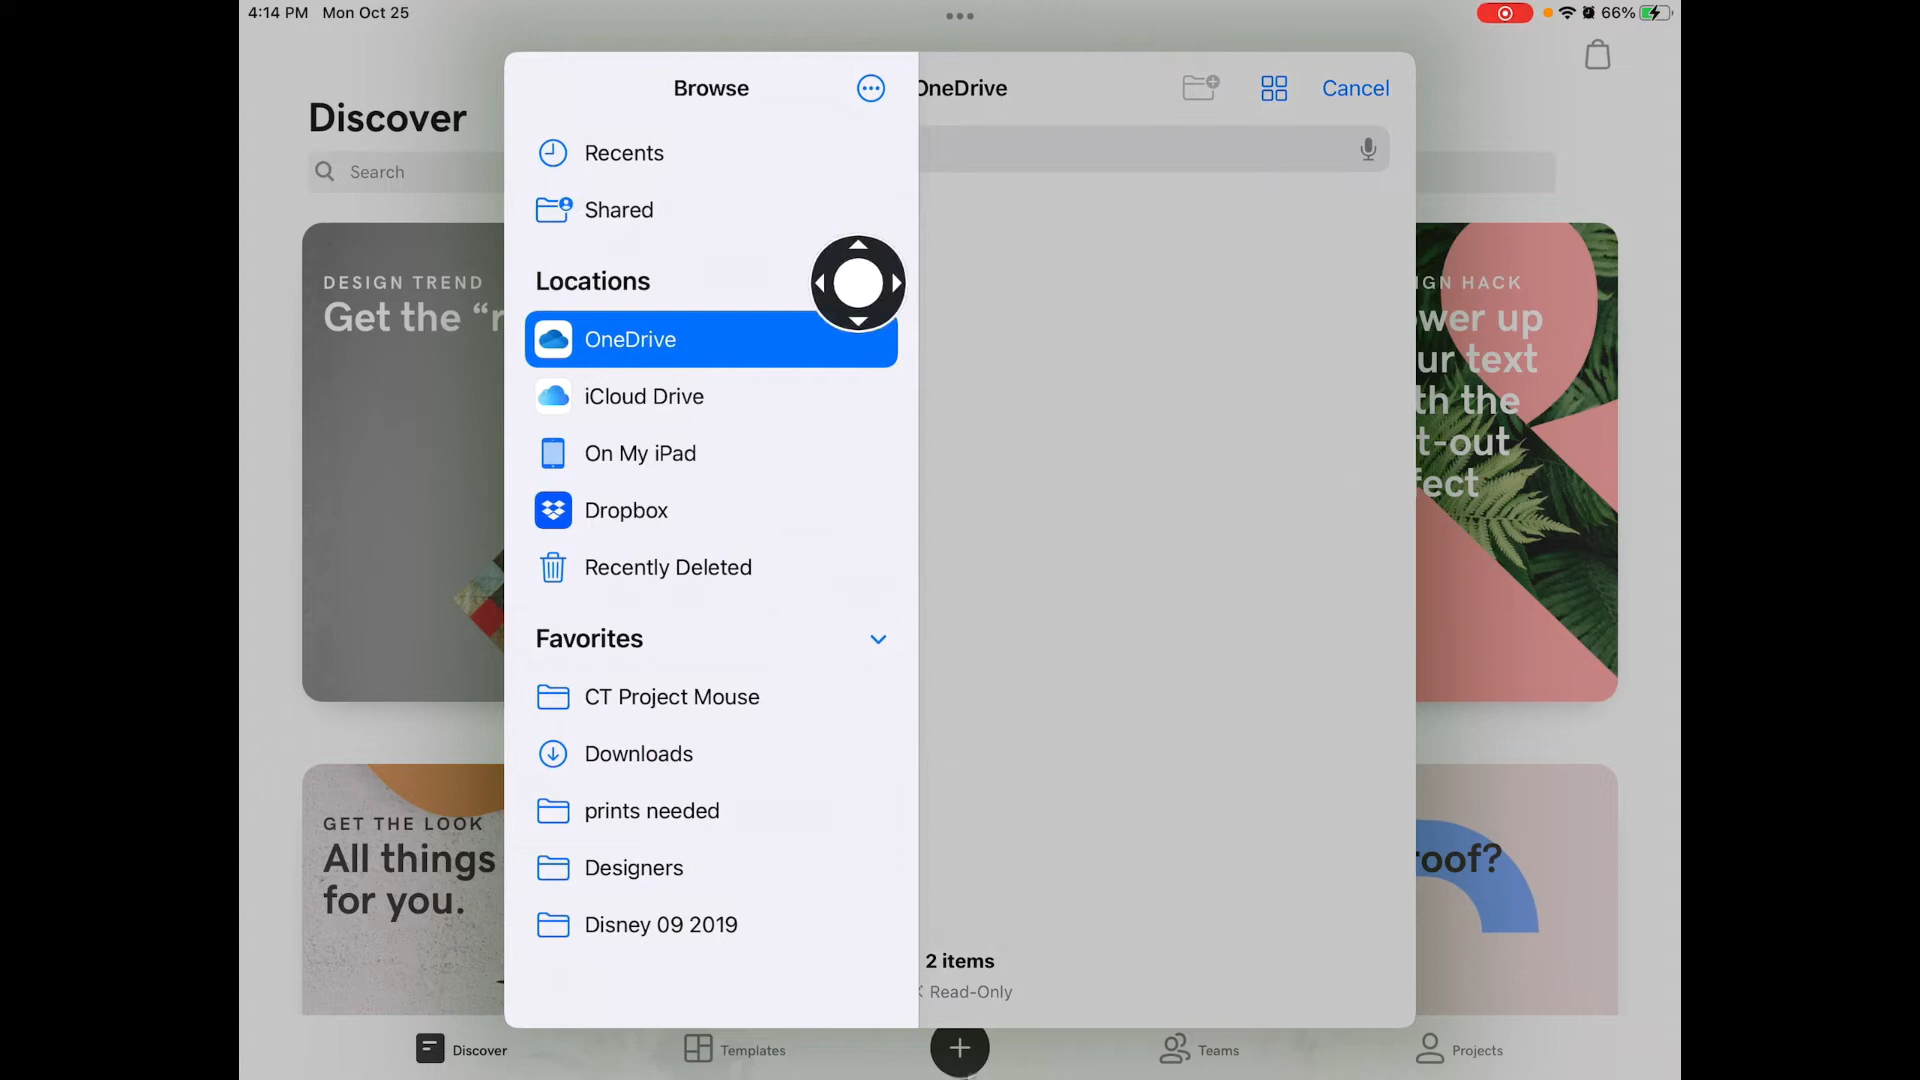 4:14 PM Mon Oct 25
66%
Browse
OneDrive
Cancel
Discover
Search
Recents
Shared
Locations
OneDrive
iCloud Drive
On My iPad
Dropbox
Recently Deleted
Favorites
CT Project Mouse
Downloads
prints needed
Designers
Disney 09 2019
DESIGN TREND
Get the “r
IGN HACK
wer up
ur text
th the
t-out
fect
GET THE LOOK
All things
for you.
roof?
2 items
Read-Only
Discover
Templates
Teams
Projects